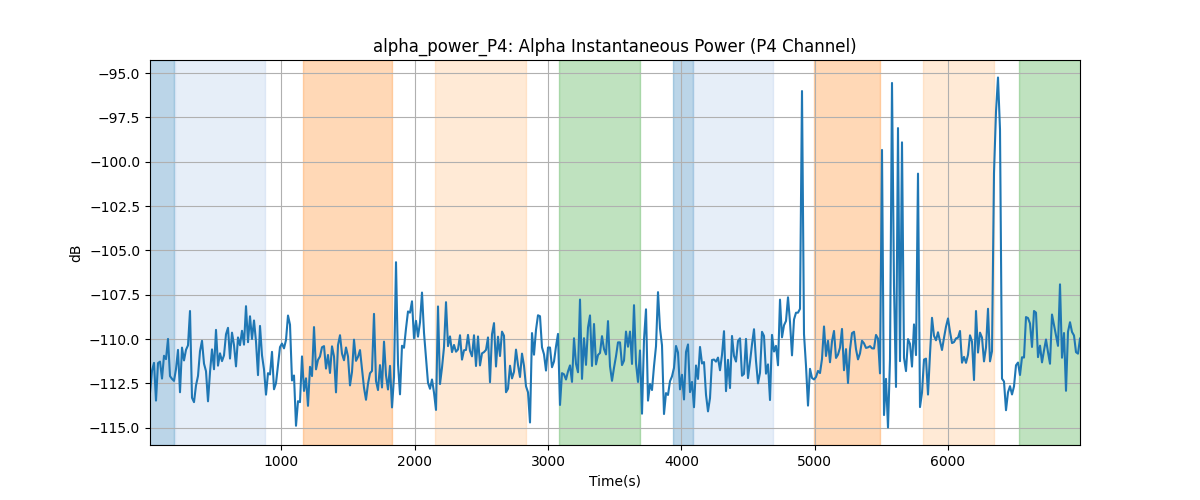 alpha_power_P4: Alpha Instantaneous Power (P4 Channel)
−95.0
−97.5
−100.0
−102.5
−105.0
−107.5
−110.0
−112.5
−115.0
dB
1000 2000 3000 4000 5000 6000
Time(s)